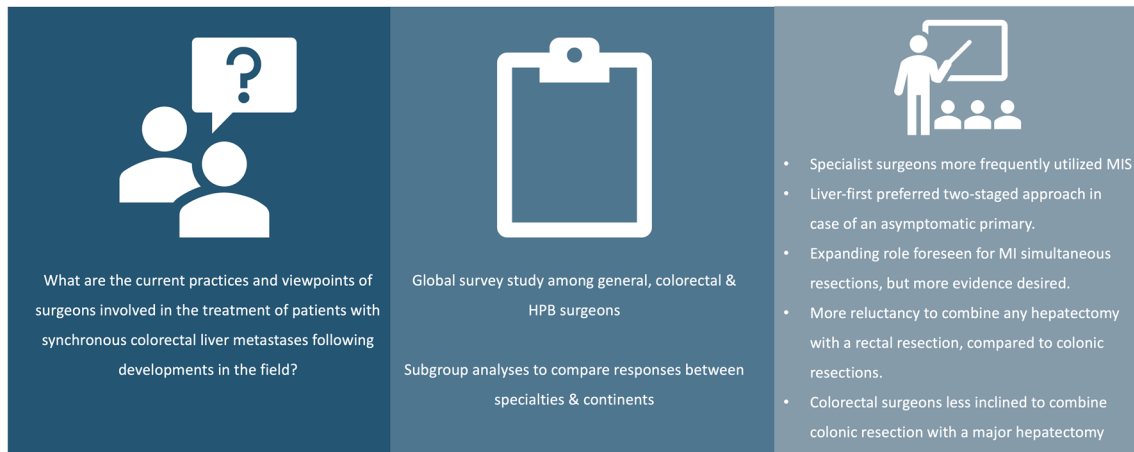 ?
What are the current practices and viewpoints of
surgeons involved in the treatment of patients with
synchronous colorectal liver metastases following
developments in the field?
Global survey study among general, colorectal &
HPB surgeons
Subgroup analyses to compare responses between
specialties & continents
• Specialist surgeons more frequently utilized MIS
• Liver-first preferred two-staged approach in
case of an asymptomatic primary.
• Expanding role foreseen for MI simultaneous
resections, but more evidence desired.
• More reluctancy to combine any hepatectomy
with a rectal resection, compared to colonic
resections.
• Colorectal surgeons less inclined to combine
colonic resection with a major hepatectomy